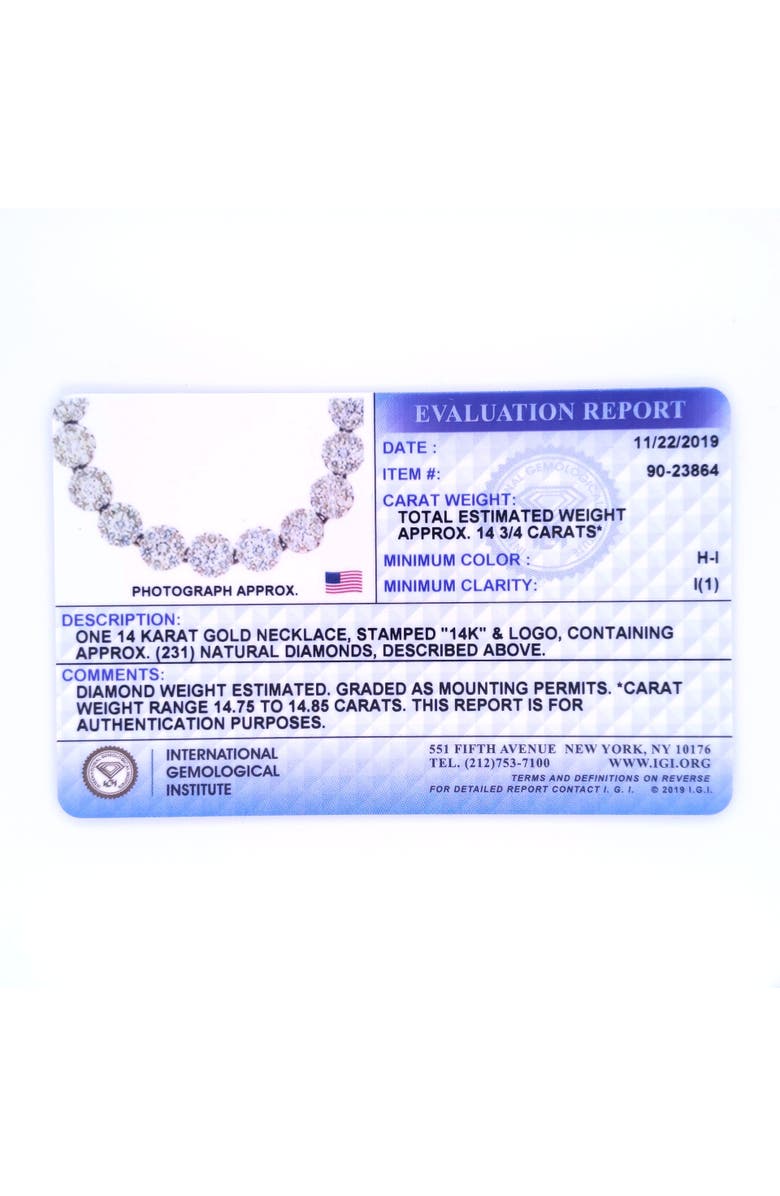 EVALUATION REPORT
DATE : 11/22/2019
ITEM #: 90-23864
CARAT WEIGHT:
TOTAL ESTIMATED WEIGHT
APPROX. 14 3/4 CARATS*
MINIMUM COLOR : H-I
MINIMUM CLARITY: I(1)
PHOTOGRAPH APPROX.
DESCRIPTION:
ONE 14 KARAT GOLD NECKLACE, STAMPED "14K" & LOGO, CONTAINING
APPROX. (231) NATURAL DIAMONDS, DESCRIBED ABOVE.
COMMENTS:
DIAMOND WEIGHT ESTIMATED. GRADED AS MOUNTING PERMITS. *CARAT
WEIGHT RANGE 14.75 TO 14.85 CARATS. THIS REPORT IS FOR
AUTHENTICATION PURPOSES.
INTERNATIONAL
GEMOLOGICAL
INSTITUTE
551 FIFTH AVENUE NEW YORK, NY 10176
TEL. (212)753-7100 WWW.IGI.ORG
TERMS AND DEFINITIONS ON REVERSE
FOR DETAILED REPORT CONTACT I. G. I. © 2019 I.G.I.